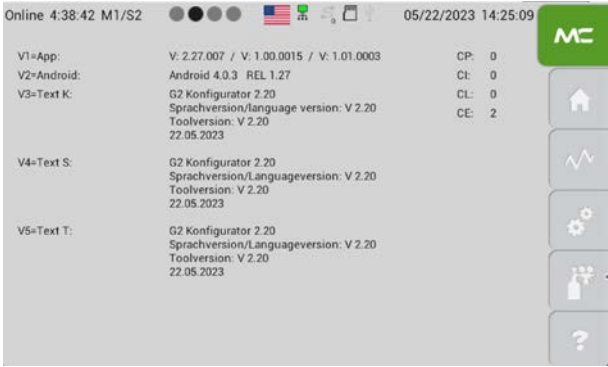 Online 4:38:42 M1/S2 05/22/2023 14:25:09
MC
V1=App: V: 2.27.007 / V: 1.00.0015 / V: 1.01.0003 CP: 0
V2=Android: Android 4.0.3 REL 1.27 CI: 0
V3=Text K: G2 Konfigurator 2.20 CL: 0
Sprachversion/language version: V 2.20
CE: 2
Toolversion: V 2.20
22.05.2023
V4=Text S: G2 Konfigurator 2.20
Sprachversion/Languageversion: V 2.20
Toolversion: V 2.20
22.05.2023
V5=Text T: G2 Konfigurator 2.20
Sprachversion/Languageversion: V 2.20
Toolversion: V 2.20
22.05.2023
?